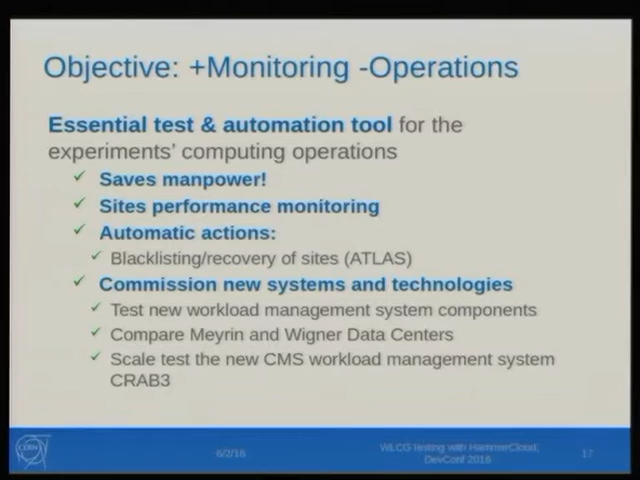 Objective: +Monitoring -Operations
Essential test & automation tool for the
experiments' computing operations
Saves manpower!
Sites performance monitoring
Automatic actions:
Blacklisting/recovery of sites (ATLAS)
Commission new systems and technologies
Test new workload management system components
Compare Meyrin and Wigner Data Centers
Scale test the new CMS workload management system
CRAB3
CERN
6/2/16
WLCG testing with HammerCloud,
DevConf 2016
17